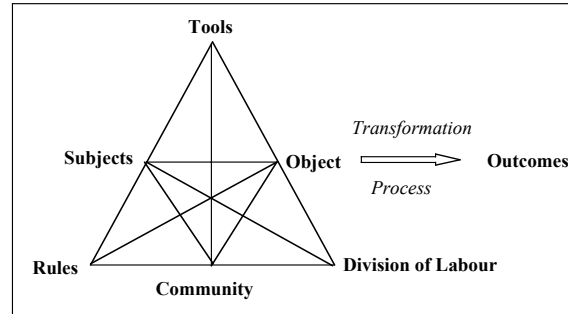 Tools
Transformation
Subjects
Object
Outcomes
Process
Rules
Division of Labour
Community